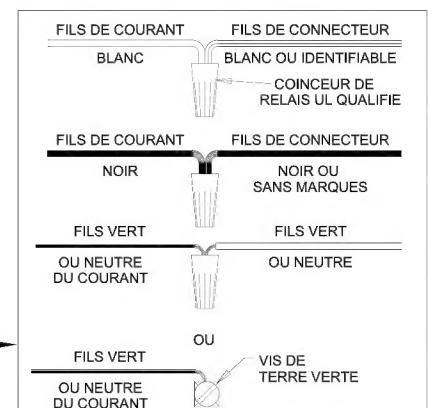 FILS DE COURANT FILS DE CONNECTEUR
BLANC BLANC OU IDENTIFIABLE
COINCEUR DE
RELAIS UL QUALIFIE
FILS DE COURANT FILS DE CONNECTEUR
NOIR NOIR OU
SANS MARQUES
FILS VERT FILS VERT
OU NEUTRE OU NEUTRE
DU COURANT
OU
FILS VERT VIS DE
TERRE VERTE
OU NEUTRE
DU COURANT